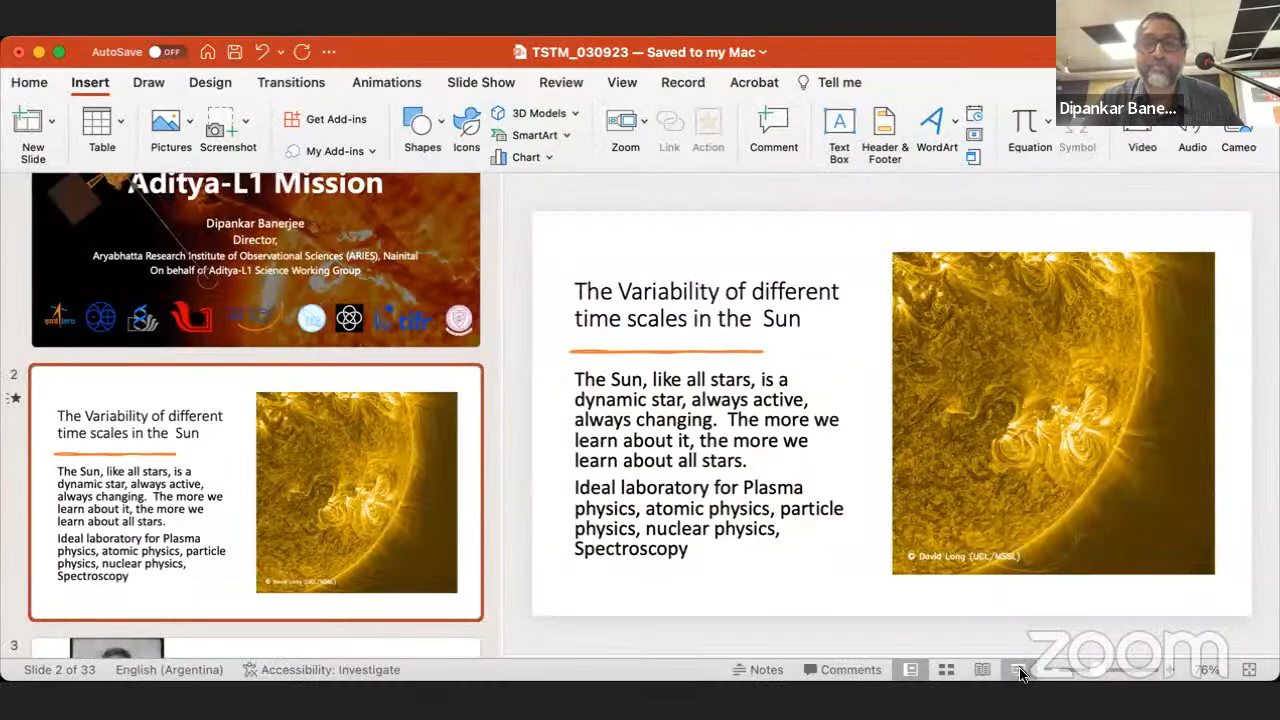 AutoSave OFF
TSTM_030923 — Saved to my Mac
Home Insert Draw Design Transitions Animations Slide Show Review View Record Acrobat Tell me
New Slide
Table
Pictures
Screenshot
Get Add-ins
My Add-ins
Shapes
Icons
3D Models
SmartArt
Chart
Zoom
Link
Action
Comment
Text Box
Header & Footer
WordArt
Equation
Symbol
Video
Audio
Cameo
Dipankar Bane...
Aditya-L1 Mission
Dipankar Banerjee
Director,
Aryabhatta Research Institute of Observational Sciences (ARIES), Nainital
On behalf of Aditya-L1 Science Working Group
tifr
2
The Variability of different
time scales in the Sun
The Sun, like all stars, is a
dynamic star, always active,
always changing. The more we
learn about it, the more we
learn about all stars.
Ideal laboratory for Plasma
physics, atomic physics, particle
physics, nuclear physics,
Spectroscopy
© David Long (UCL/MSSL)
3
The Variability of different
time scales in the Sun
The Sun, like all stars, is a
dynamic star, always active,
always changing. The more we
learn about it, the more we
learn about all stars.
Ideal laboratory for Plasma
physics, atomic physics, particle
physics, nuclear physics,
Spectroscopy
© David Long (UCL/MSSL)
Slide 2 of 33 English (Argentina) Accessibility: Investigate
Notes Comments 76%
zoom